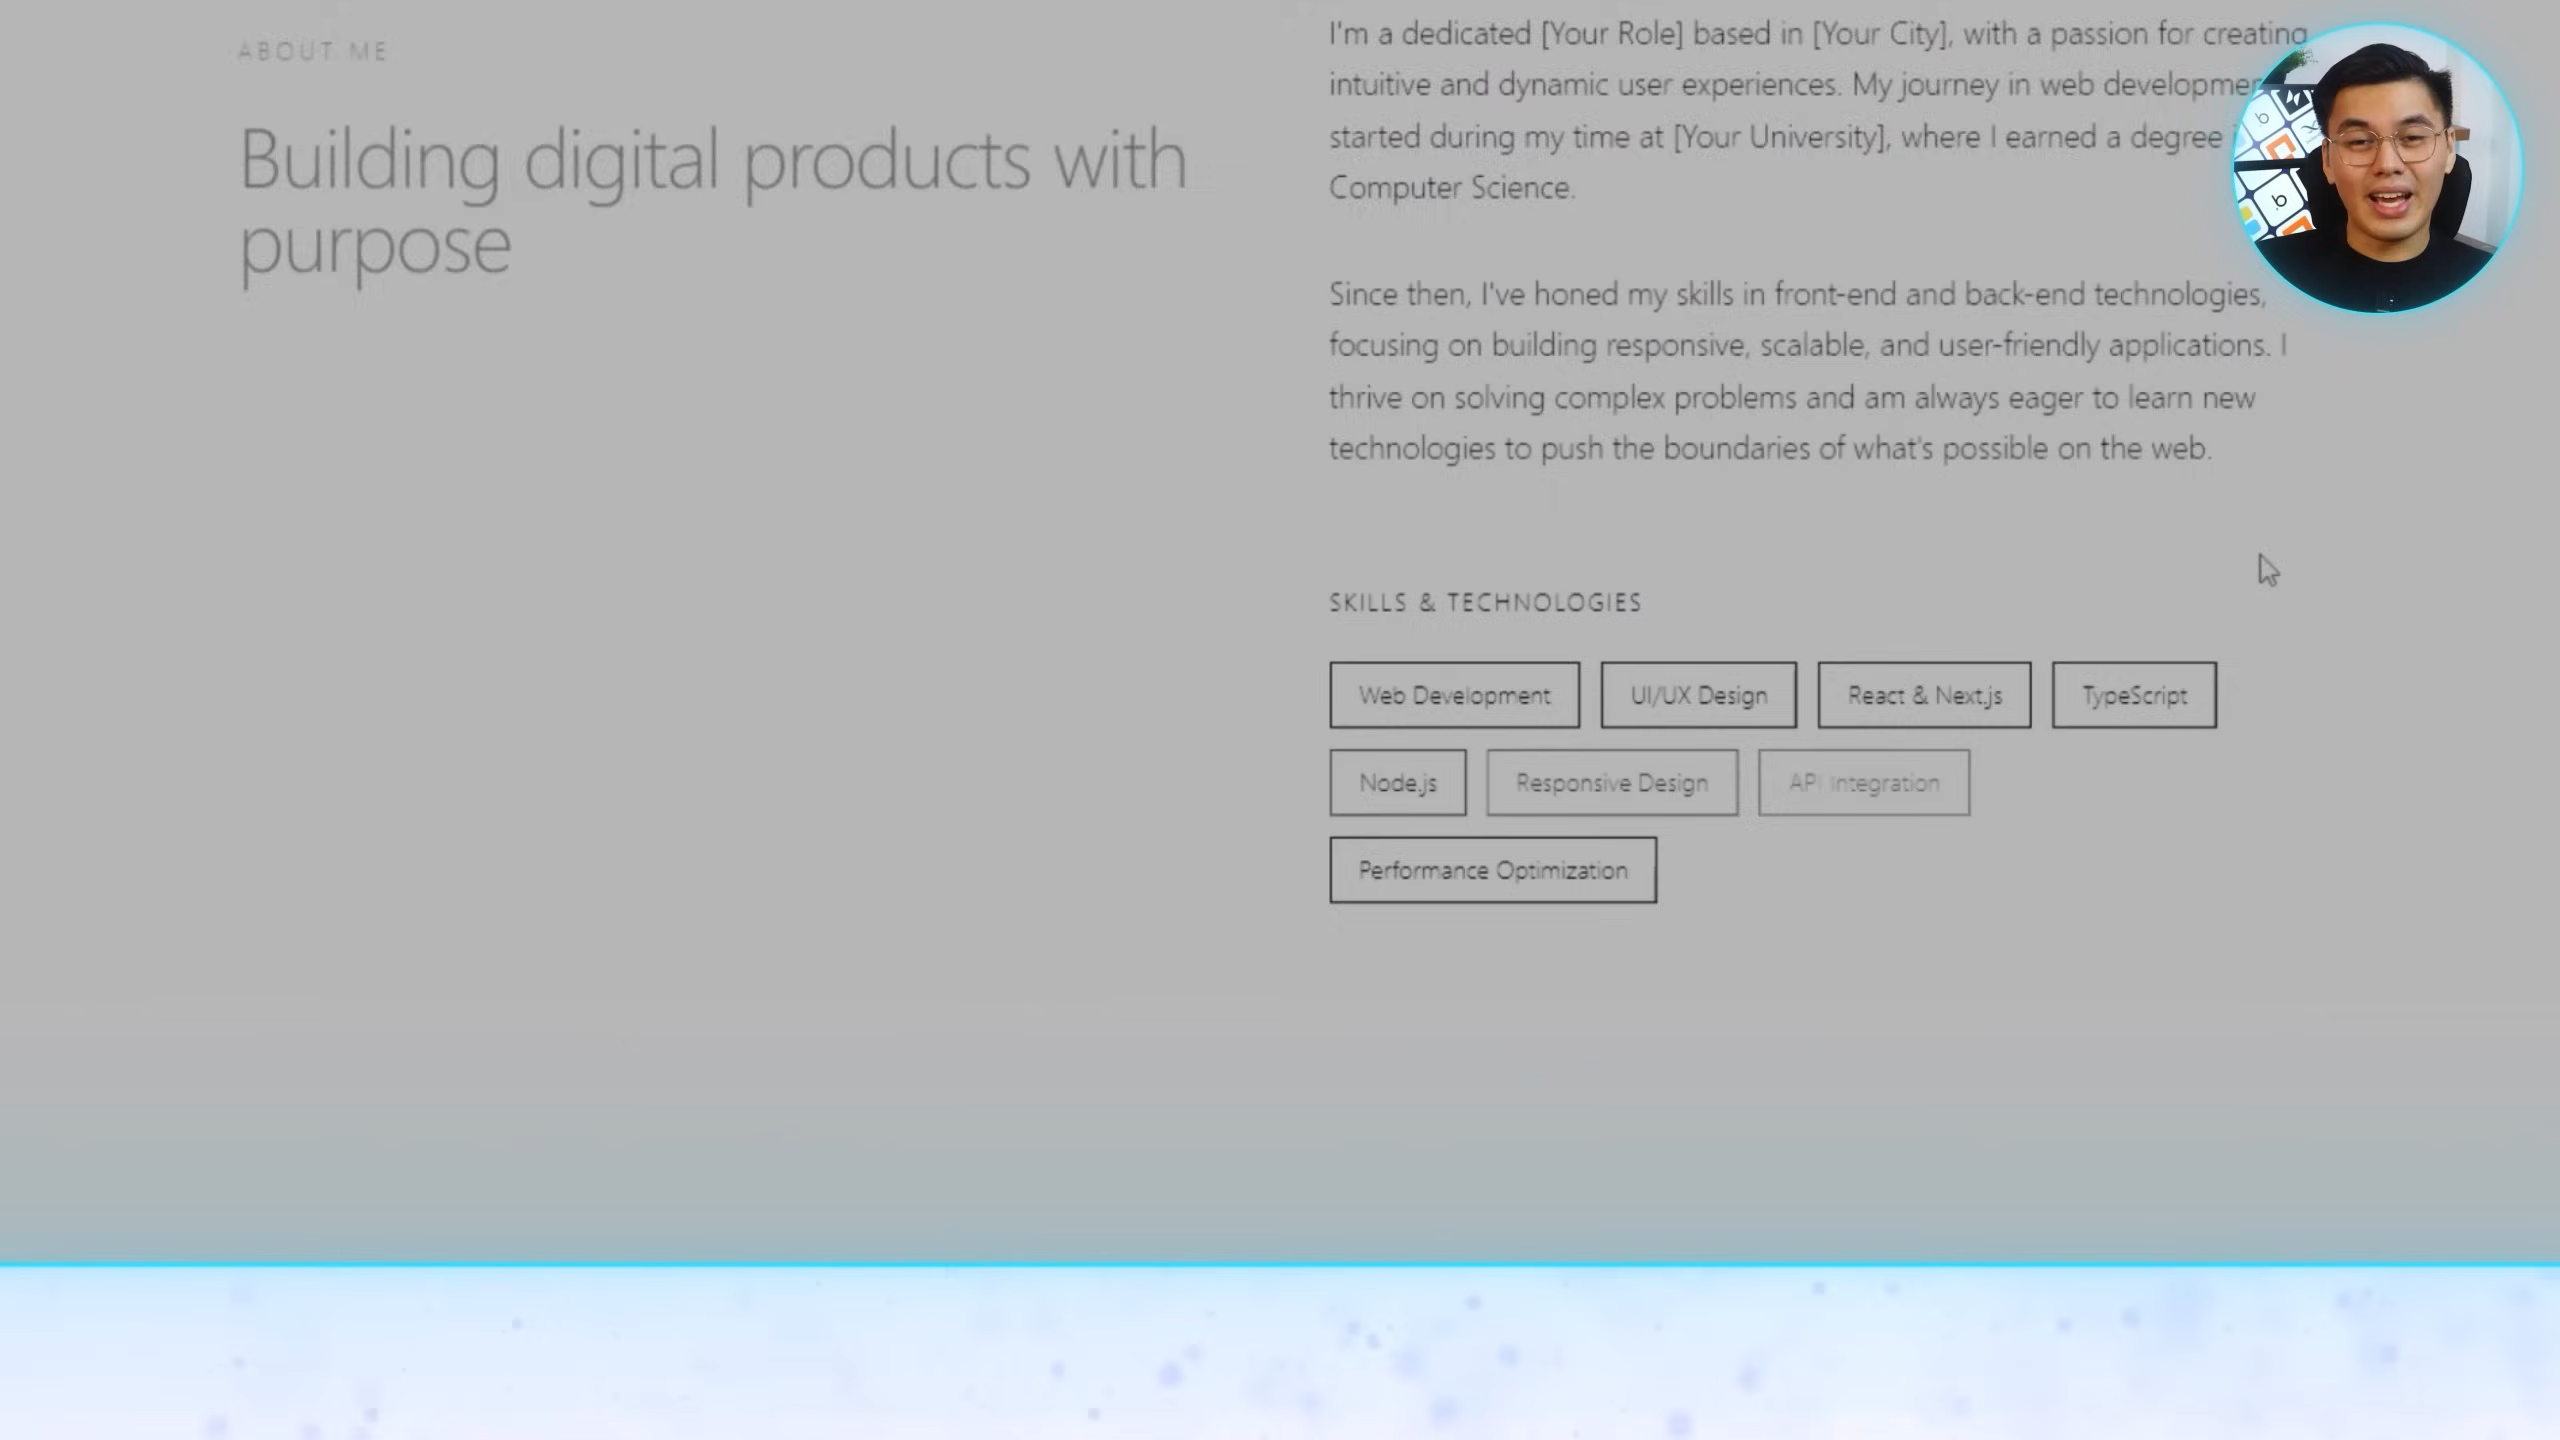 ABOUT ME
Building digital products with
purpose
I'm a dedicated [Your Role] based in [Your City], with a passion for creating
intuitive and dynamic user experiences. My journey in web developmen
started during my time at [Your University], where I earned a degree
Computer Science.
Since then, I've honed my skills in front-end and back-end technologies,
focusing on building responsive, scalable, and user-friendly applications. I
thrive on solving complex problems and am always eager to learn new
technologies to push the boundaries of what's possible on the web.
SKILLS & TECHNOLOGIES
Web Development
UI/UX Design
React & Next.js
TypeScript
Node.js
Responsive Design
API Integration
Performance Optimization